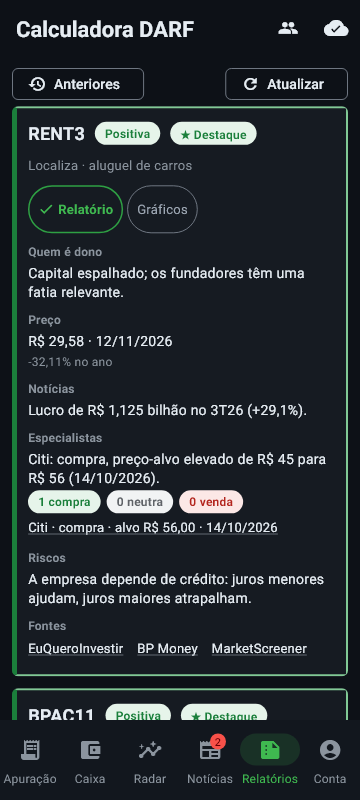 Calculadora DARF
Anteriores
Atualizar
RENT3
Positiva
★ Destaque
Localiza · aluguel de carros
Relatório
Gráficos
Quem é dono
Capital espalhado; os fundadores têm uma
fatia relevante.
Preço
R$ 29,58 · 12/11/2026
-32,11% no ano
Notícias
Lucro de R$ 1,125 bilhão no 3T26 (+29,1%).
Especialistas
Citi: compra, preço-alvo elevado de R$ 45 para
R$ 56 (14/10/2026).
1 compra
0 neutra
0 venda
Citi · compra · alvo R$ 56,00 · 14/10/2026
Riscos
A empresa depende de crédito: juros menores
ajudam, juros maiores atrapalham.
Fontes
EuQueroInvestir
BP Money
MarketScreener
BPAC11
Positiva
★ Destaque
2
Apuração
Caixa
Radar
Notícias
Relatórios
Conta